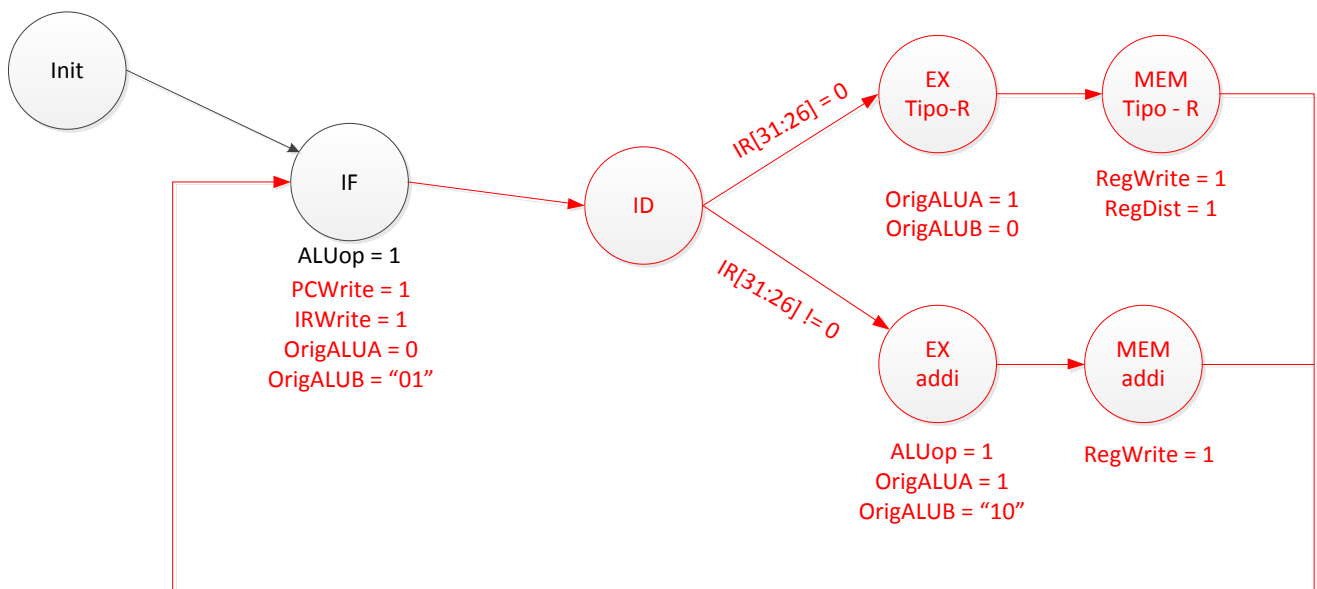 Init
IF
ALUop = 1
PCWrite = 1
IRWrite = 1
OrigALUA = 0
OrigALUB = “01”
ID
IR[31:26] = 0
IR[31:26] != 0
EX
Tipo-R
OrigALUA = 1
OrigALUB = 0
MEM
Tipo - R
RegWrite = 1
RegDist = 1
EX
addi
ALUop = 1
OrigALUA = 1
OrigALUB = “10”
MEM
addi
RegWrite = 1